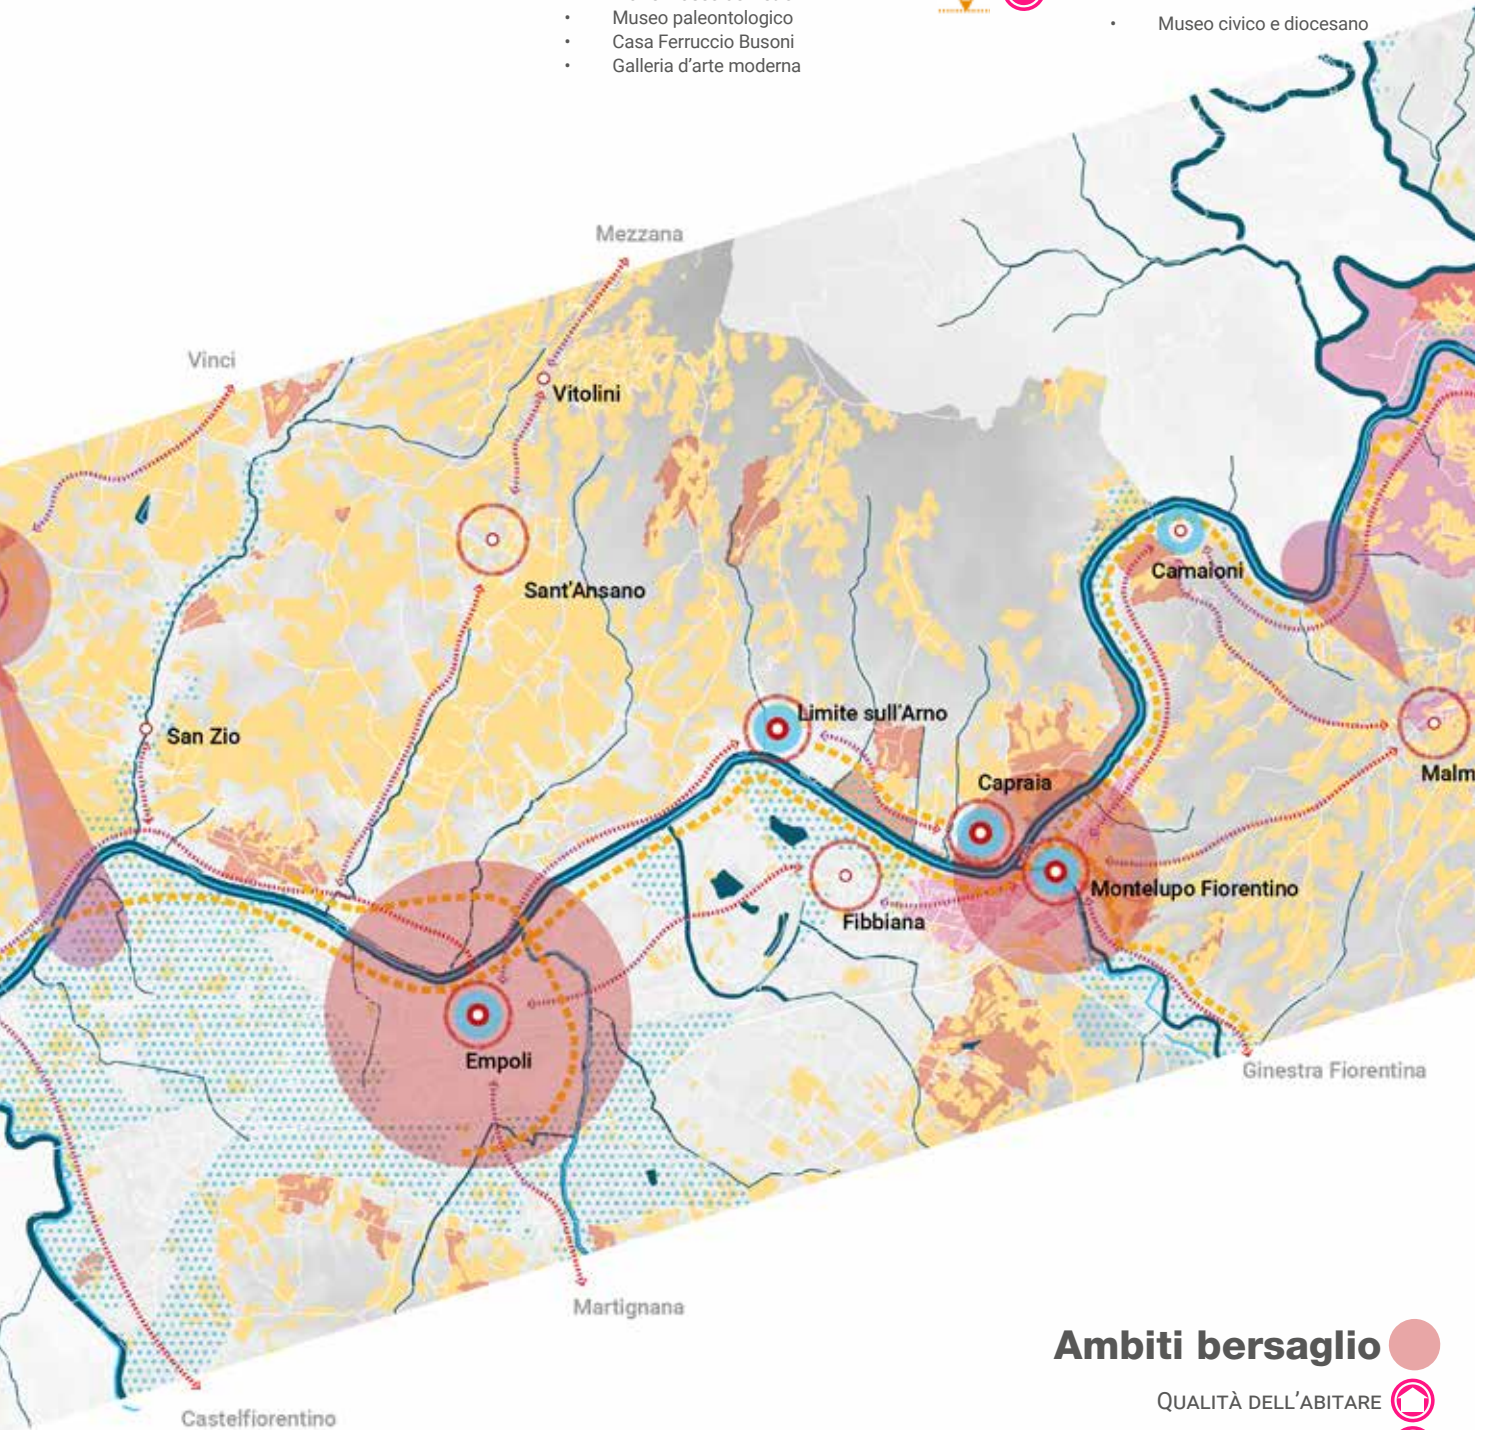 • Museo paleontologico
• Casa Ferruccio Busoni
• Galleria d'arte moderna
• Museo civico e diocesano
Mezzana
Vinci
Vitolini
Sant'Ansano
Camaioni
San Zio
Limite sull'Arno
Capraia
Malm
Montelupo Fiorentino
Fibbiana
Empoli
Ginestra Fiorentina
Martignana
Castelfiorentino
Ambiti bersaglio
QUALITÀ DELL'ABITARE